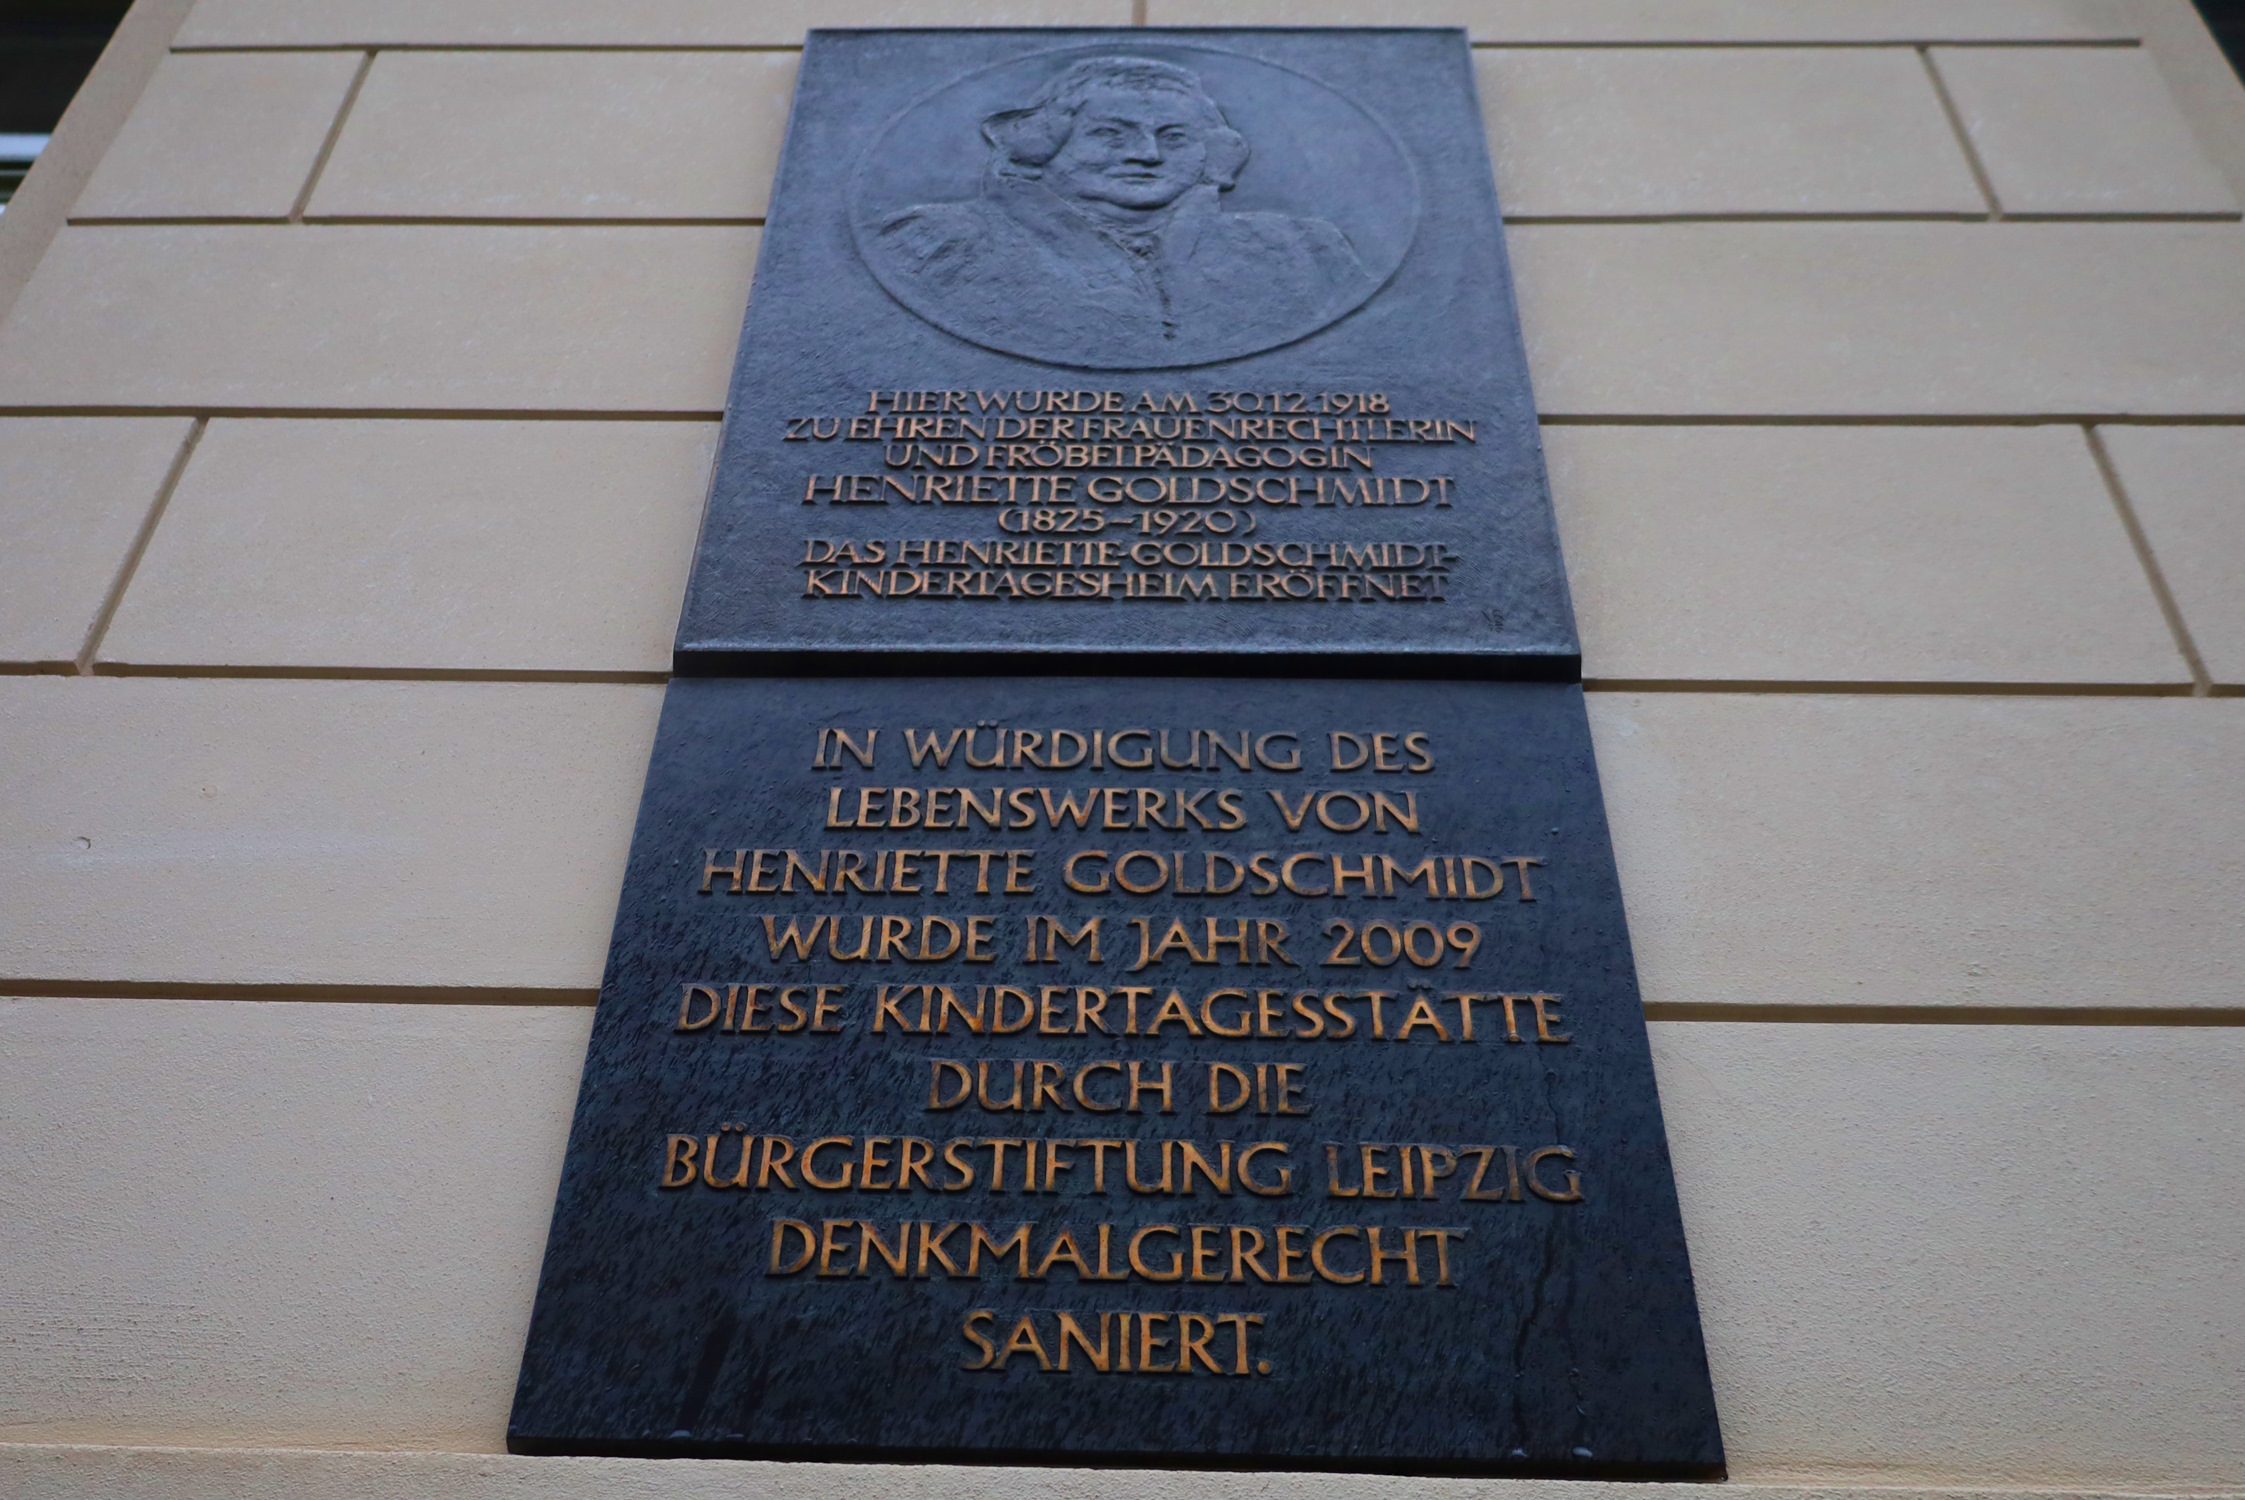 HIER WURDE AM 30.12.1918
ZU EHREN DER FRAUENRECHTLERIN
UND FRÖBELPÄDAGOGIN
HENRIETTE GOLDSCHMIDT
(1825–1920)
DAS HENRIETTE-GOLDSCHMIDT-
KINDERTAGESHEIM ERÖFFNET
IN WÜRDIGUNG DES
LEBENSWERKS VON
HENRIETTE GOLDSCHMIDT
WURDE IM JAHR 2009
DIESE KINDERTAGESSTÄTTE
DURCH DIE
BÜRGERSTIFTUNG LEIPZIG
DENKMALGERECHT
SANIERT.